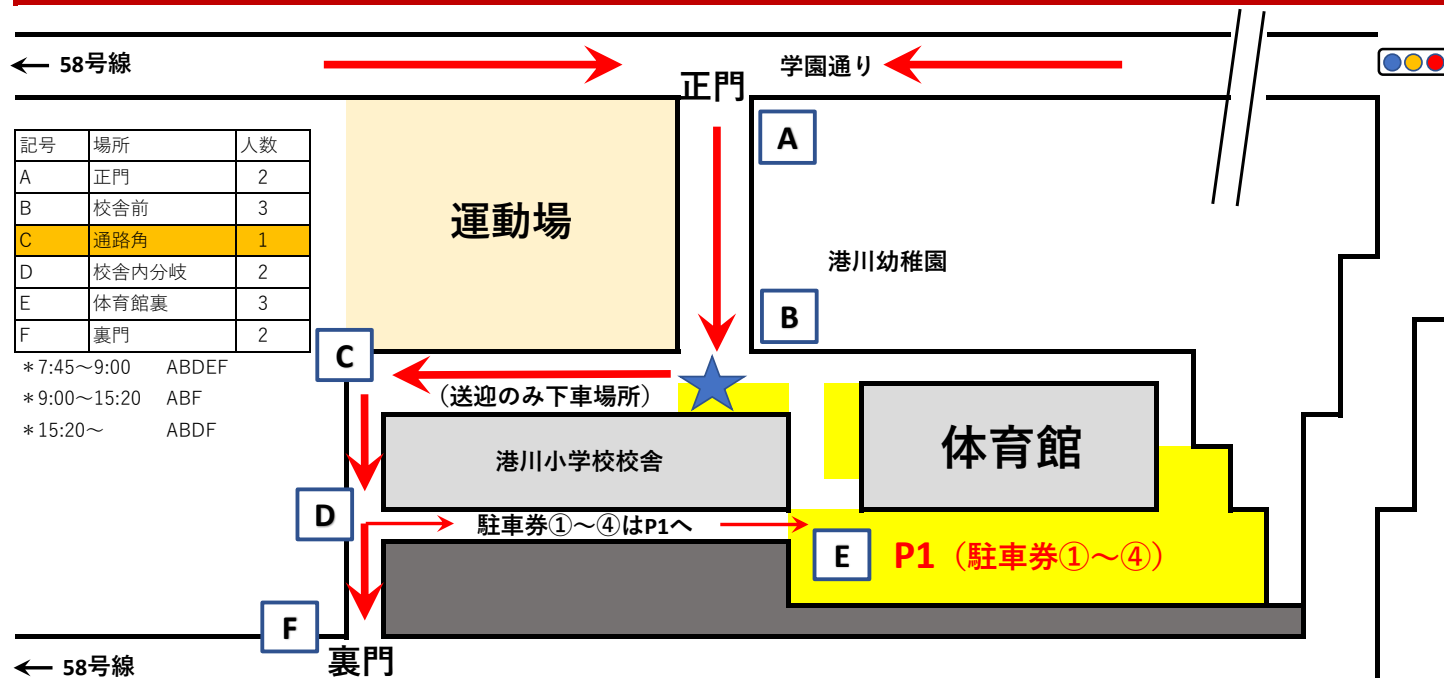 ← 58号線
学園通り
正門
記号 場所 人数
A 正門 2
B 校舎前 3
C 通路角 1
D 校舎内分岐 2
E 体育館裏 3
F 裏門 2
＊7:45～9:00 ABDEF
＊9:00～15:20 ABF
＊15:20～ ABDF
A
運動場
港川幼稚園
B
C
（送迎のみ下車場所）
港川小学校校舎
体育館
D
駐車券①～④はP1へ
E
P1（駐車券①～④）
F
裏門
← 58号線